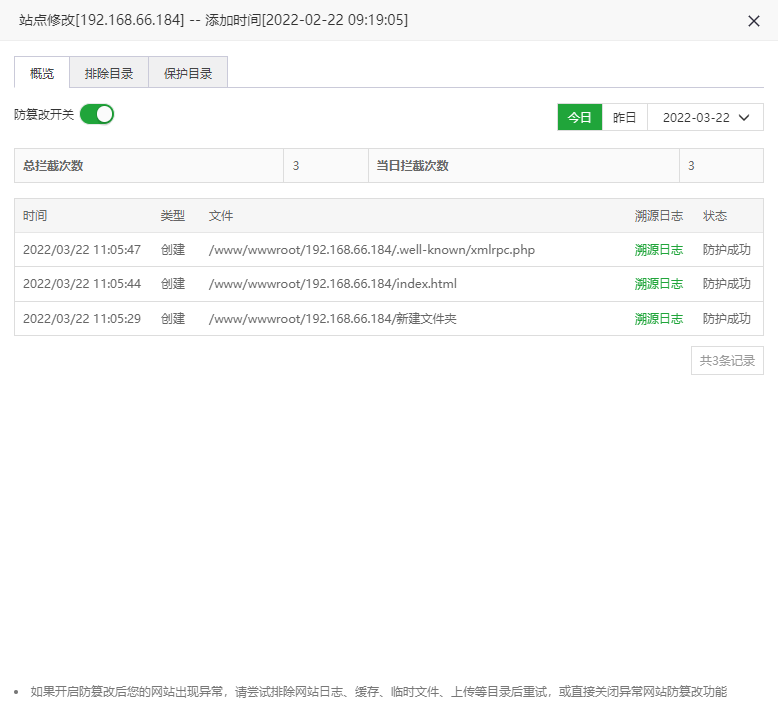 站点修改[192.168.66.184] -- 添加时间[2022-02-22 09:19:05]
概览 排除目录 保护目录
防篡改开关 今日 昨日 2022-03-22
总拦截次数 3 当日拦截次数 3
时间 类型 文件 溯源日志 状态
2022/03/22 11:05:47 创建 /www/wwwroot/192.168.66.184/.well-known/xmlrpc.php 溯源日志 防护成功
2022/03/22 11:05:44 创建 /www/wwwroot/192.168.66.184/index.html 溯源日志 防护成功
2022/03/22 11:05:29 创建 /www/wwwroot/192.168.66.184/新建文件夹 溯源日志 防护成功
共3条记录
如果开启防篡改后您的网站出现异常，请尝试排除网站日志、缓存、临时文件、上传等目录后重试，或直接关闭异常网站防篡改功能